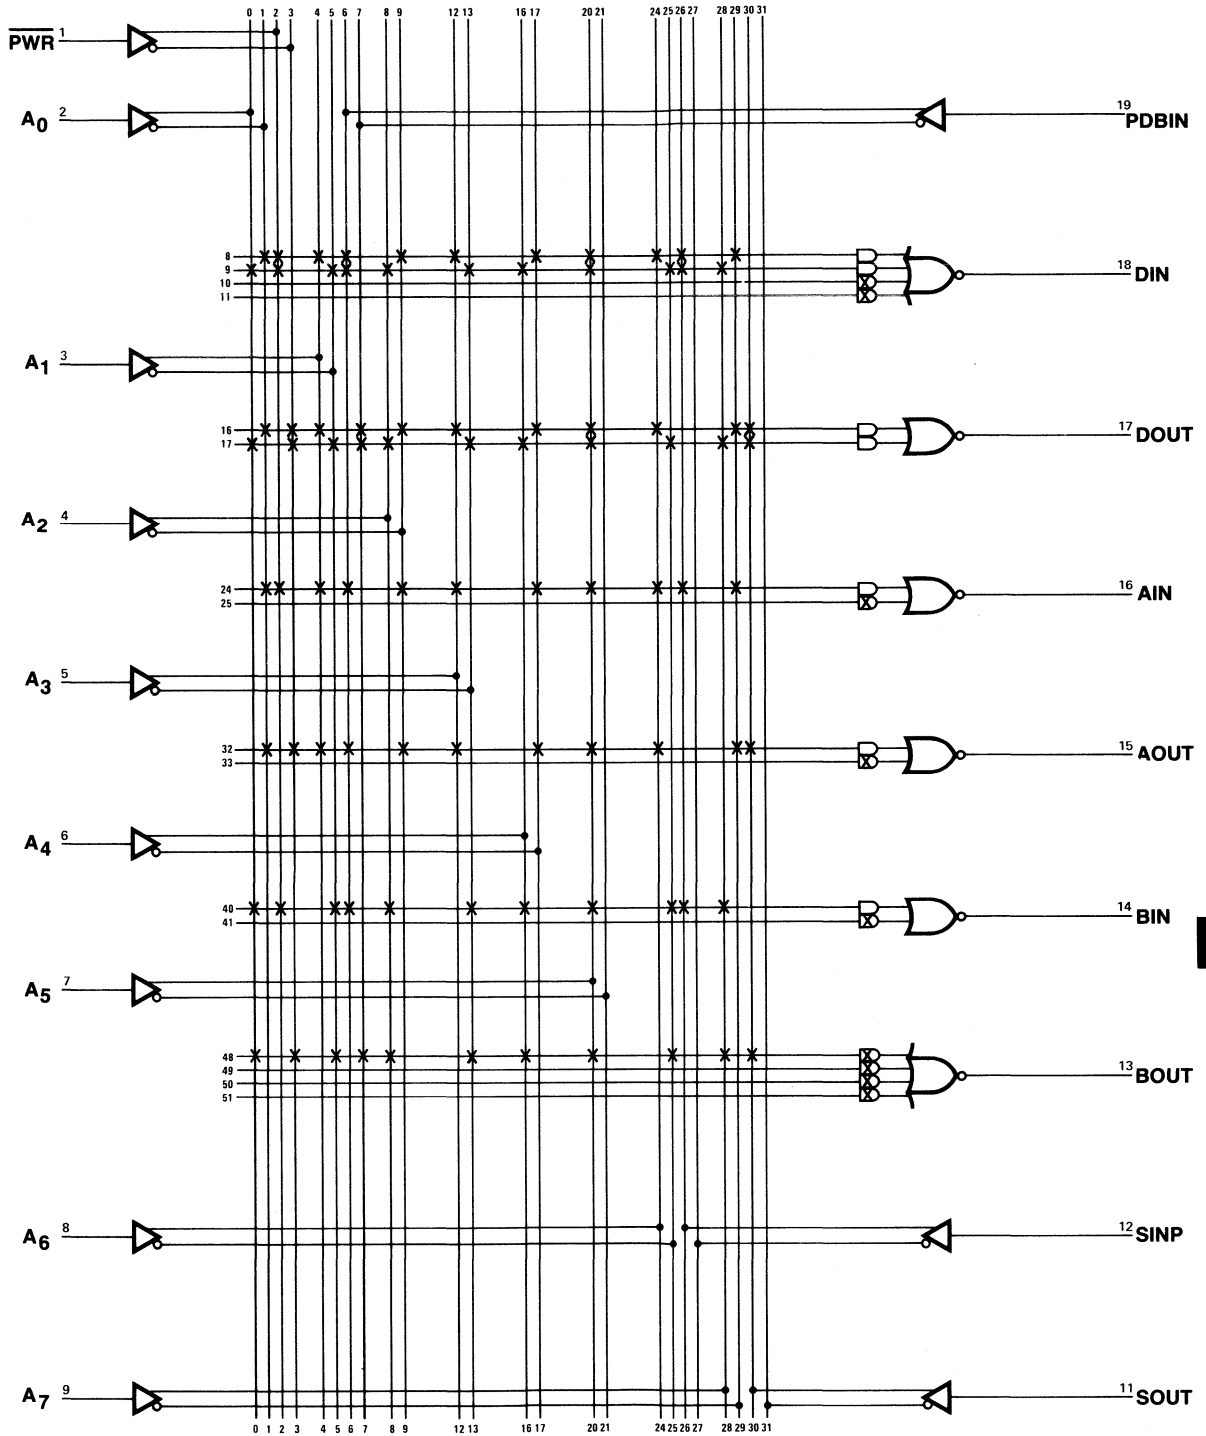 0 1 2 3 4 5 6 7 8 9 12 13 16 17 20 21 24 25 26 27 28 29 30 31
PWR 1
A0 2
19 PDBIN
8
9
10
11
18 DIN
A1 3
16
17
17 DOUT
A2 4
24
25
16 AIN
A3 5
32
33
15 AOUT
A4 6
40
41
14 BIN
A5 7
48
49
50
51
13 BOUT
A6 8
12 SINP
A7 9
11 SOUT
0 1 2 3 4 5 6 7 8 9 12 13 16 17 20 21 24 25 26 27 28 29 30 31